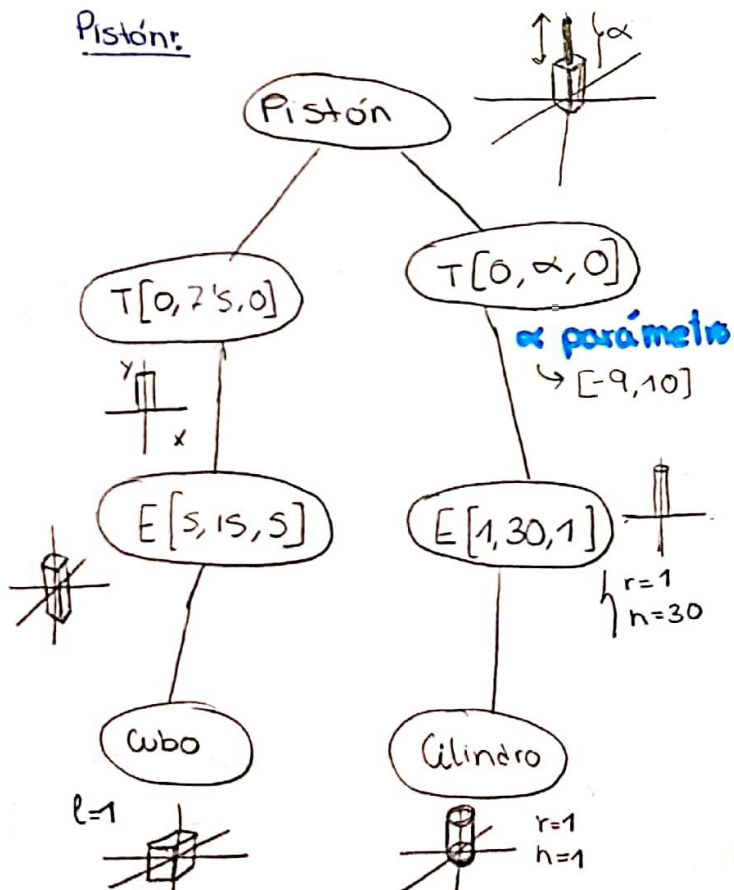 Pistón:
α
Pistón
T[0,7'5,0]
T[0,α,0]
α parámetro
↳ [-9,10]
y
x
E[5,15,5]
E[1,30,1]
r=1
h=30
Cubo
Cilindro
l=1
r=1
h=1